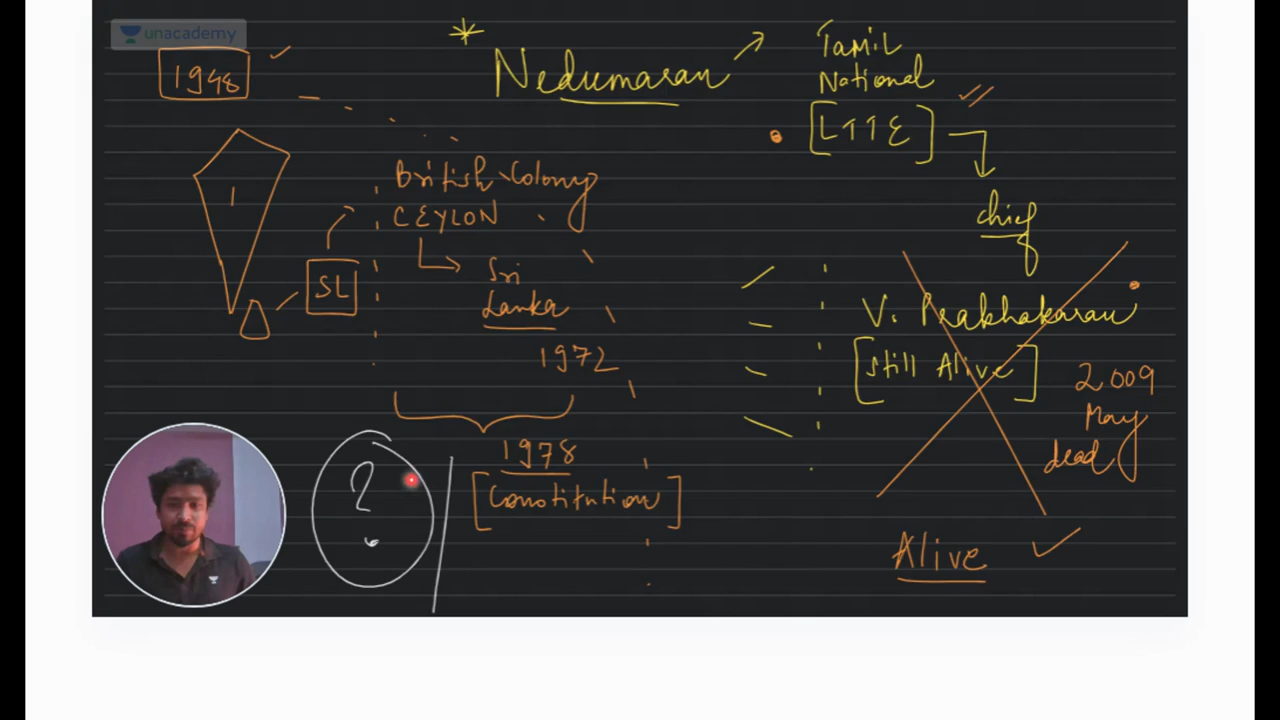 unacademy
1948
* Nedumaran
Tamil
National
[LTTE]
chief
British Colony
CEYLON
Sri
Lanka
1972
I
SL
V. Prabhakaran
[Still Alive]
2009
May
dead
1978
[Constitution]
?
Alive